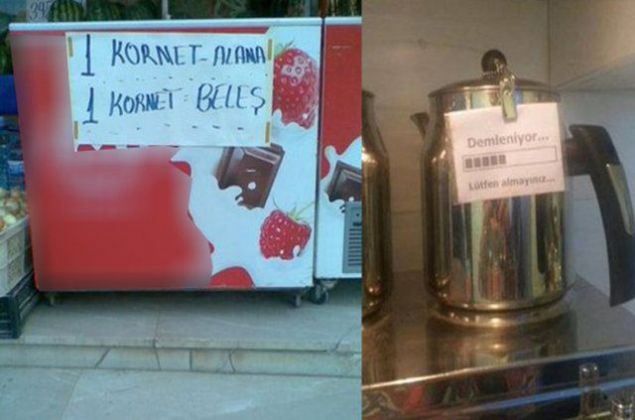 1 KORNET-ALANA
1 KORNET BELEŞ
Demleniyor...
Lütfen almayınız...